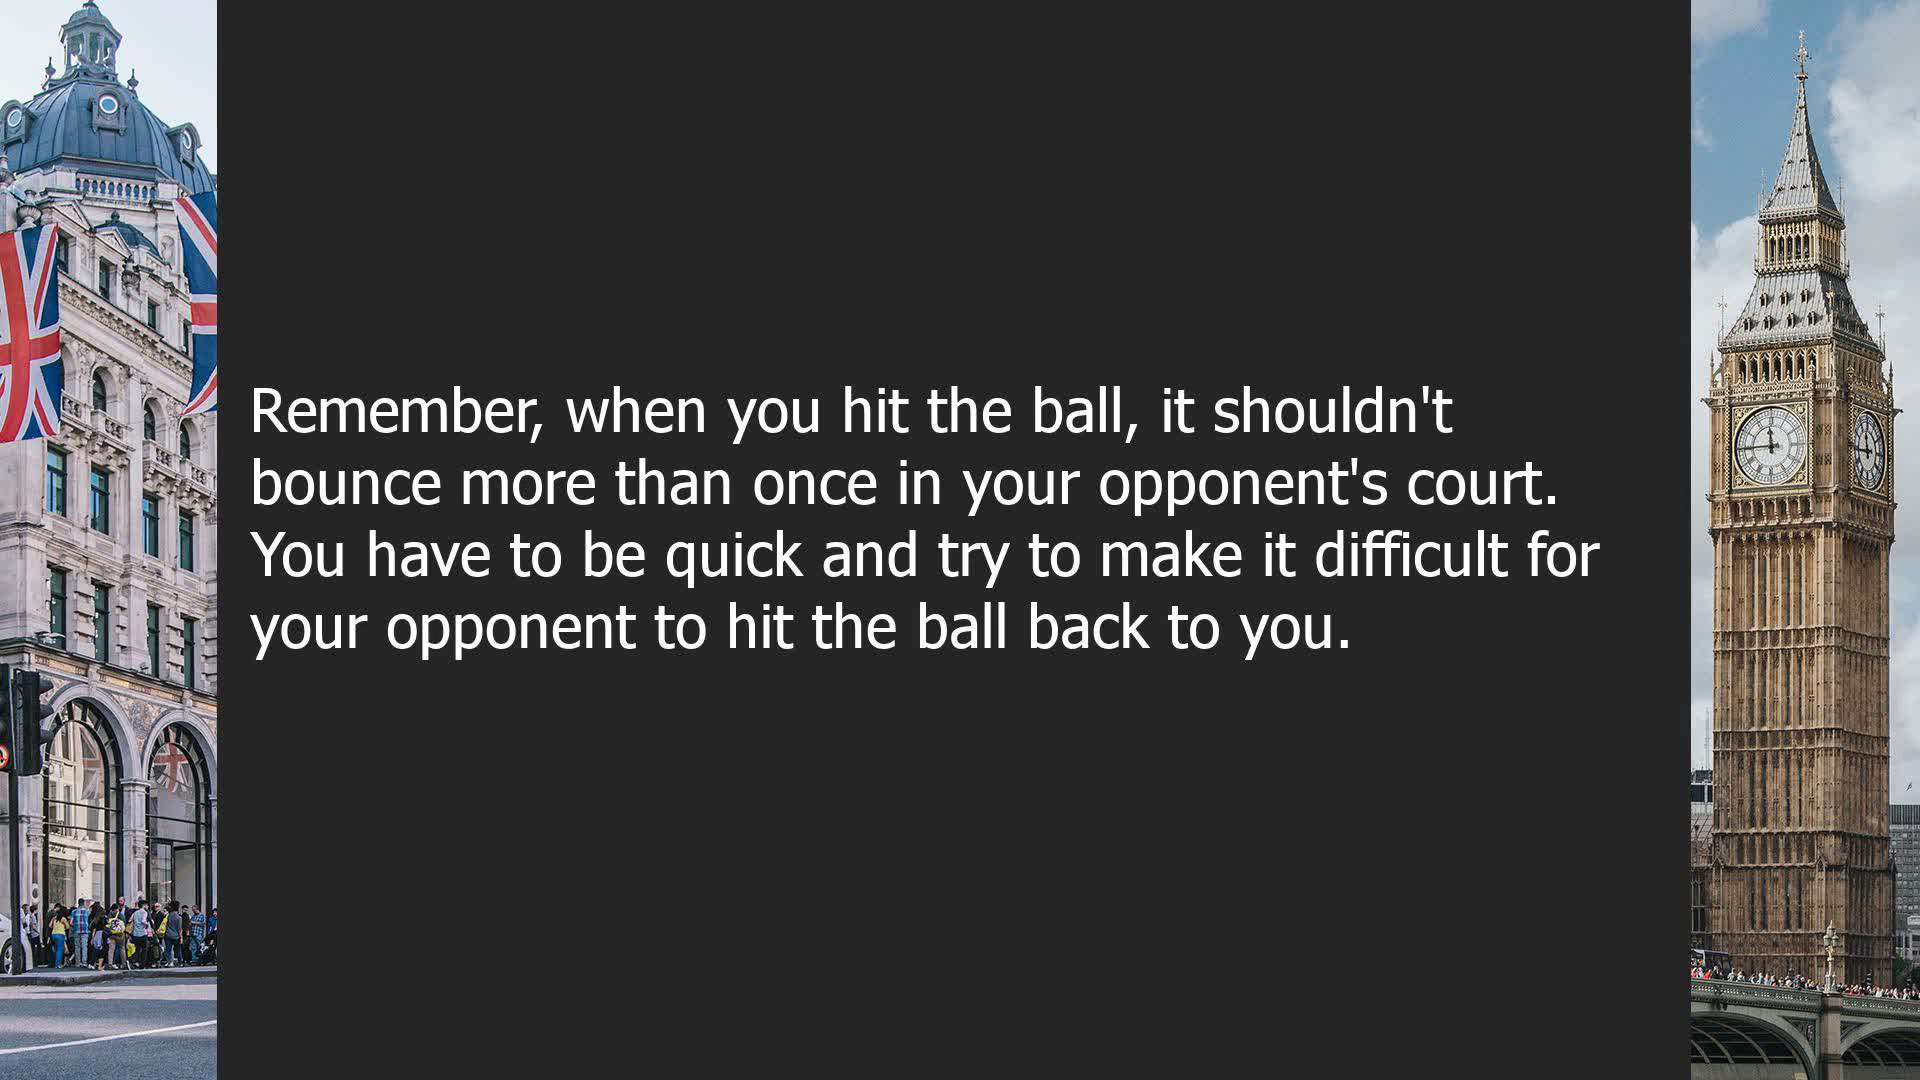 Remember, when you hit the ball, it shouldn't
bounce more than once in your opponent's court.
You have to be quick and try to make it difficult for
your opponent to hit the ball back to you.